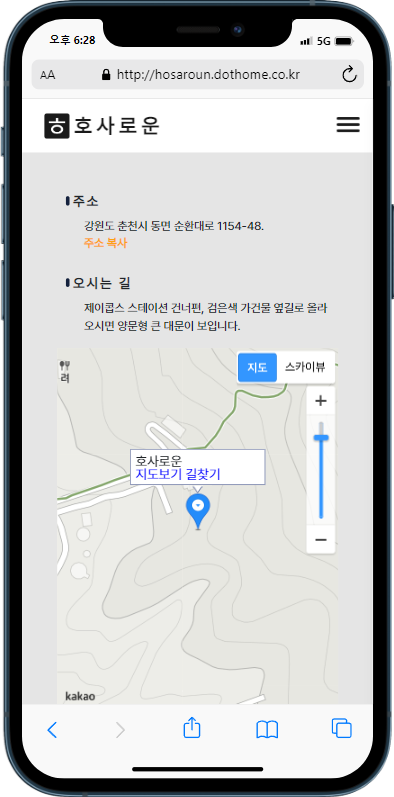 오후 6:28
5G
AA
http://hosaroun.dothome.co.kr
ㅎ 호사로운
주소
강원도 춘천시 동면 순환대로 1154-48.
주소 복사
오시는 길
제이콥스 스테이션 건너편, 검은색 가건물 옆길로 올라
오시면 양문형 큰 대문이 보입니다.
지도 스카이뷰
려
호사로운
지도보기 길찾기
kakao